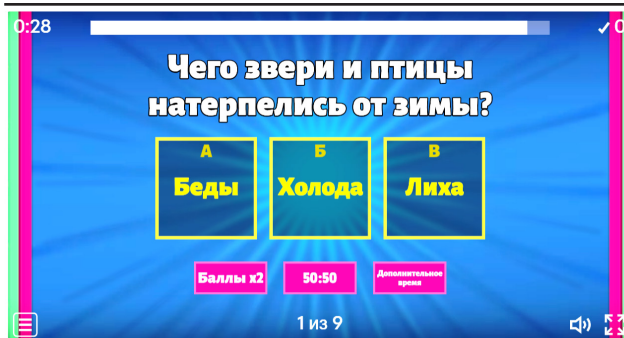 0:28
✓ 0
Чего звери и птицы
натерпелись от зимы?
А
Б
В
Беды
Холода
Лиха
Баллы x2
50:50
Дополнительное
время
1 из 9